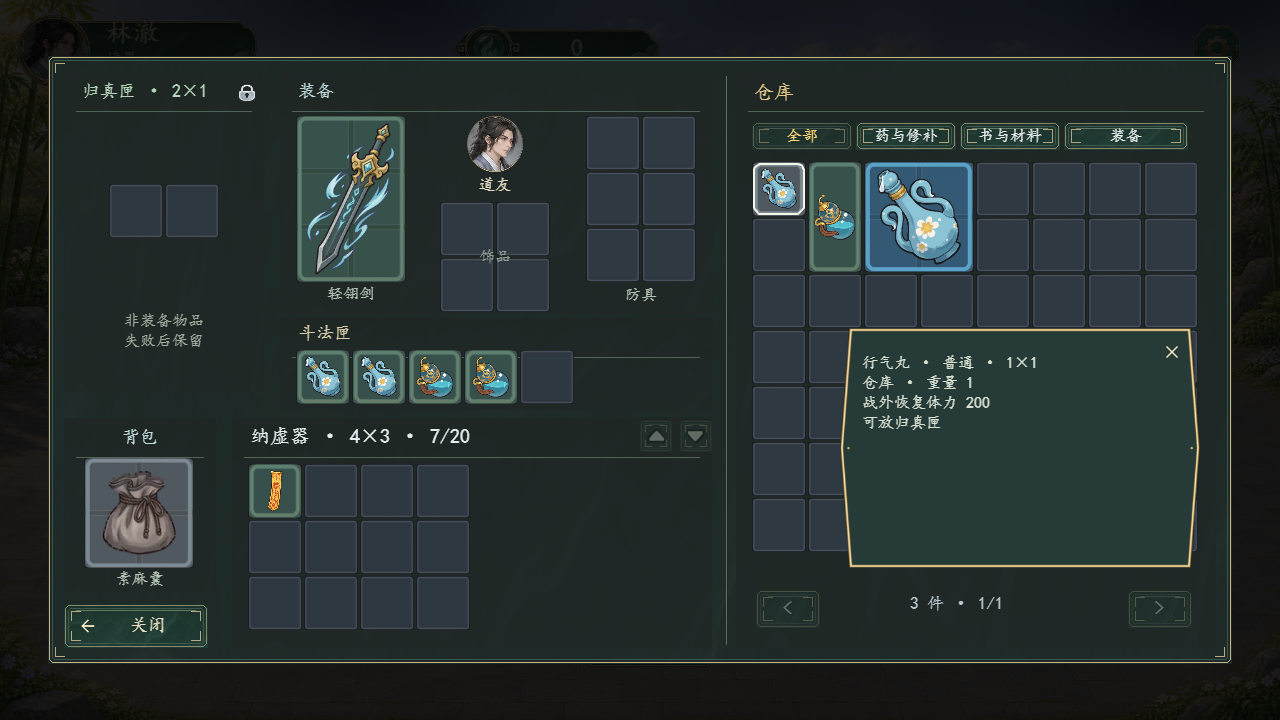 林澈
0
归真匣 • 2×1
装备
仓库
全部
药与修补
书与材料
装备
道友
饰品
轻翎剑
防具
非装备物品
失败后保留
斗法匣
行气丸 • 普通 • 1×1
仓库 • 重量 1
战外恢复体力 200
可放归真匣
背包
纳虚器 • 4×3 • 7/20
素麻囊
关闭
3 件 • 1/1